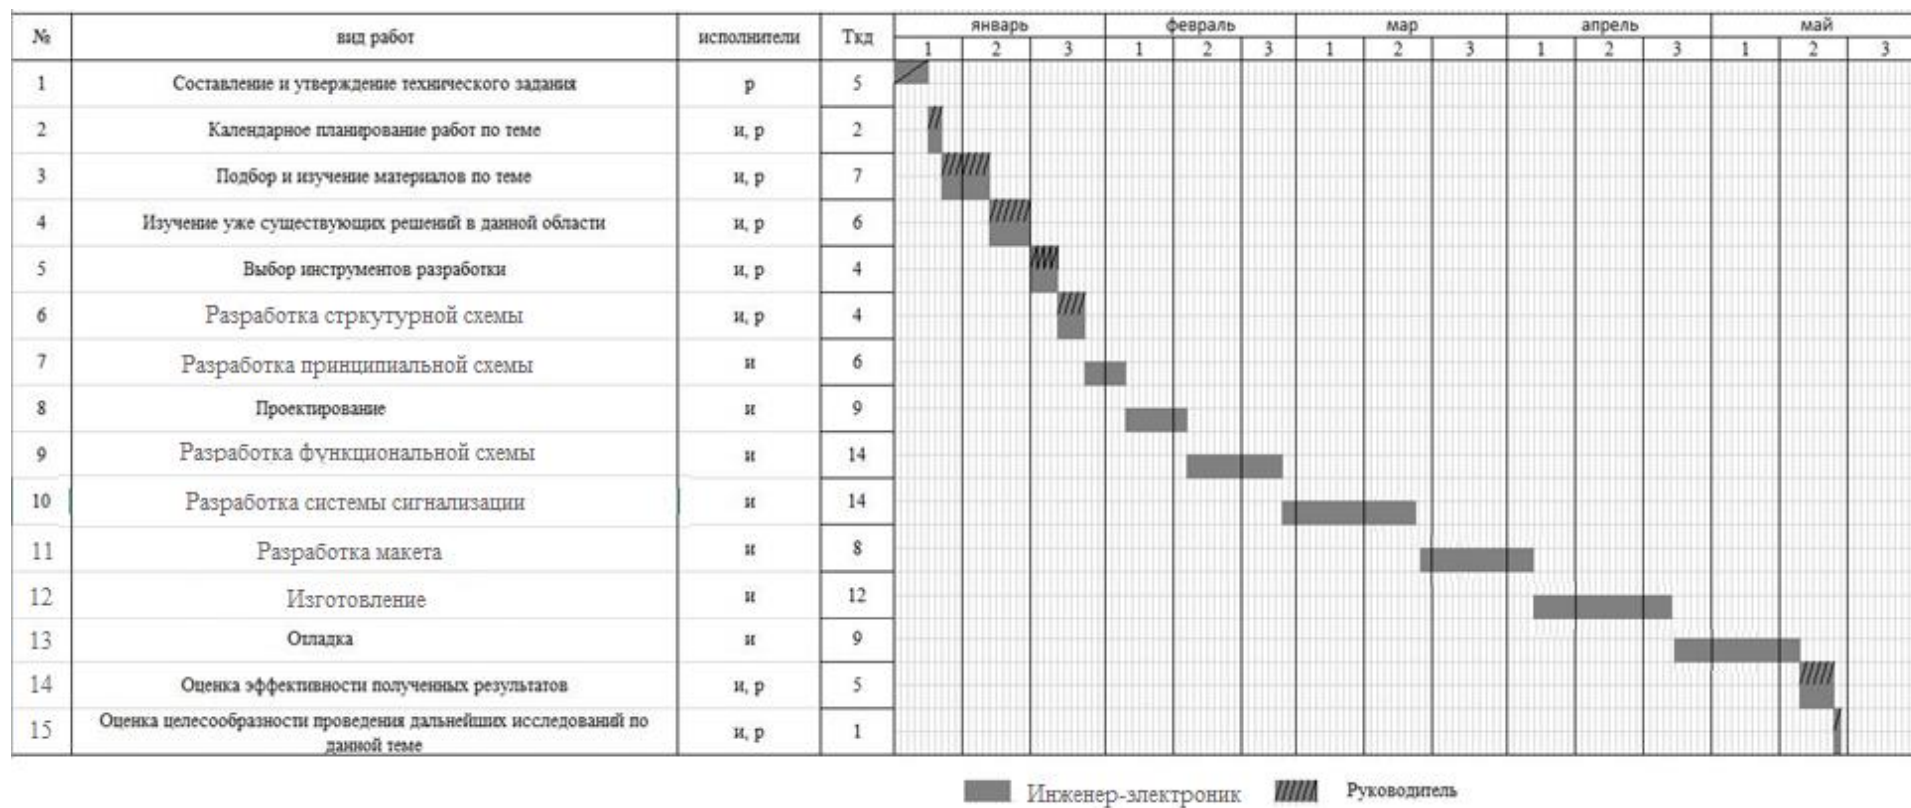 № вид работ исполнители Ткд январь февраль мар апрель май
1 2 3 1 2 3 1 2 3 1 2 3 1 2 3
1 Составление и утверждение технического задания р 5
2 Календарное планирование работ по теме и, р 2
3 Подбор и изучение материалов по теме и, р 7
4 Изучение уже существующих решений в данной области и, р 6
5 Выбор инструментов разработки и, р 4
6 Разработка стркутурной схемы и, р 4
7 Разработка принципиальной схемы и 6
8 Проектирование и 9
9 Разработка функциональной схемы и 14
10 Разработка системы сигнализации и 14
11 Разработка макета и 8
12 Изготовление и 12
13 Отладка и 9
14 Оценка эффективности полученных результатов и, р 5
15 Оценка целесообразности проведения дальнейших исследований по
данной теме и, р 1
Инженер-электроник Руководитель